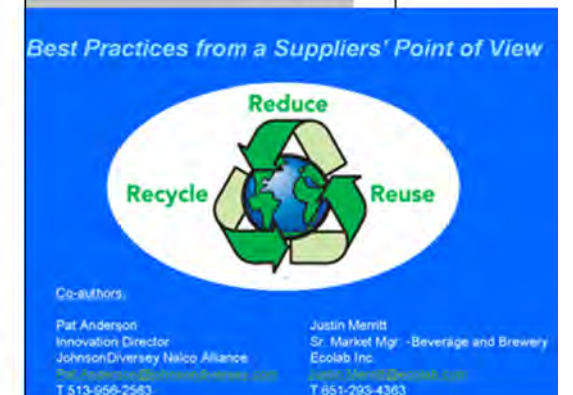 Best Practices from a Suppliers' Point of View
Reduce
Recycle
Reuse
Co-authors:
Pat Anderson
Innovation Director
JohnsonDiversey Nalco Alliance
T 513-956-2563
Justin Merritt
Sr. Market Mgr. -Beverage and Brewery
Ecolab Inc.
T 651-293-4363